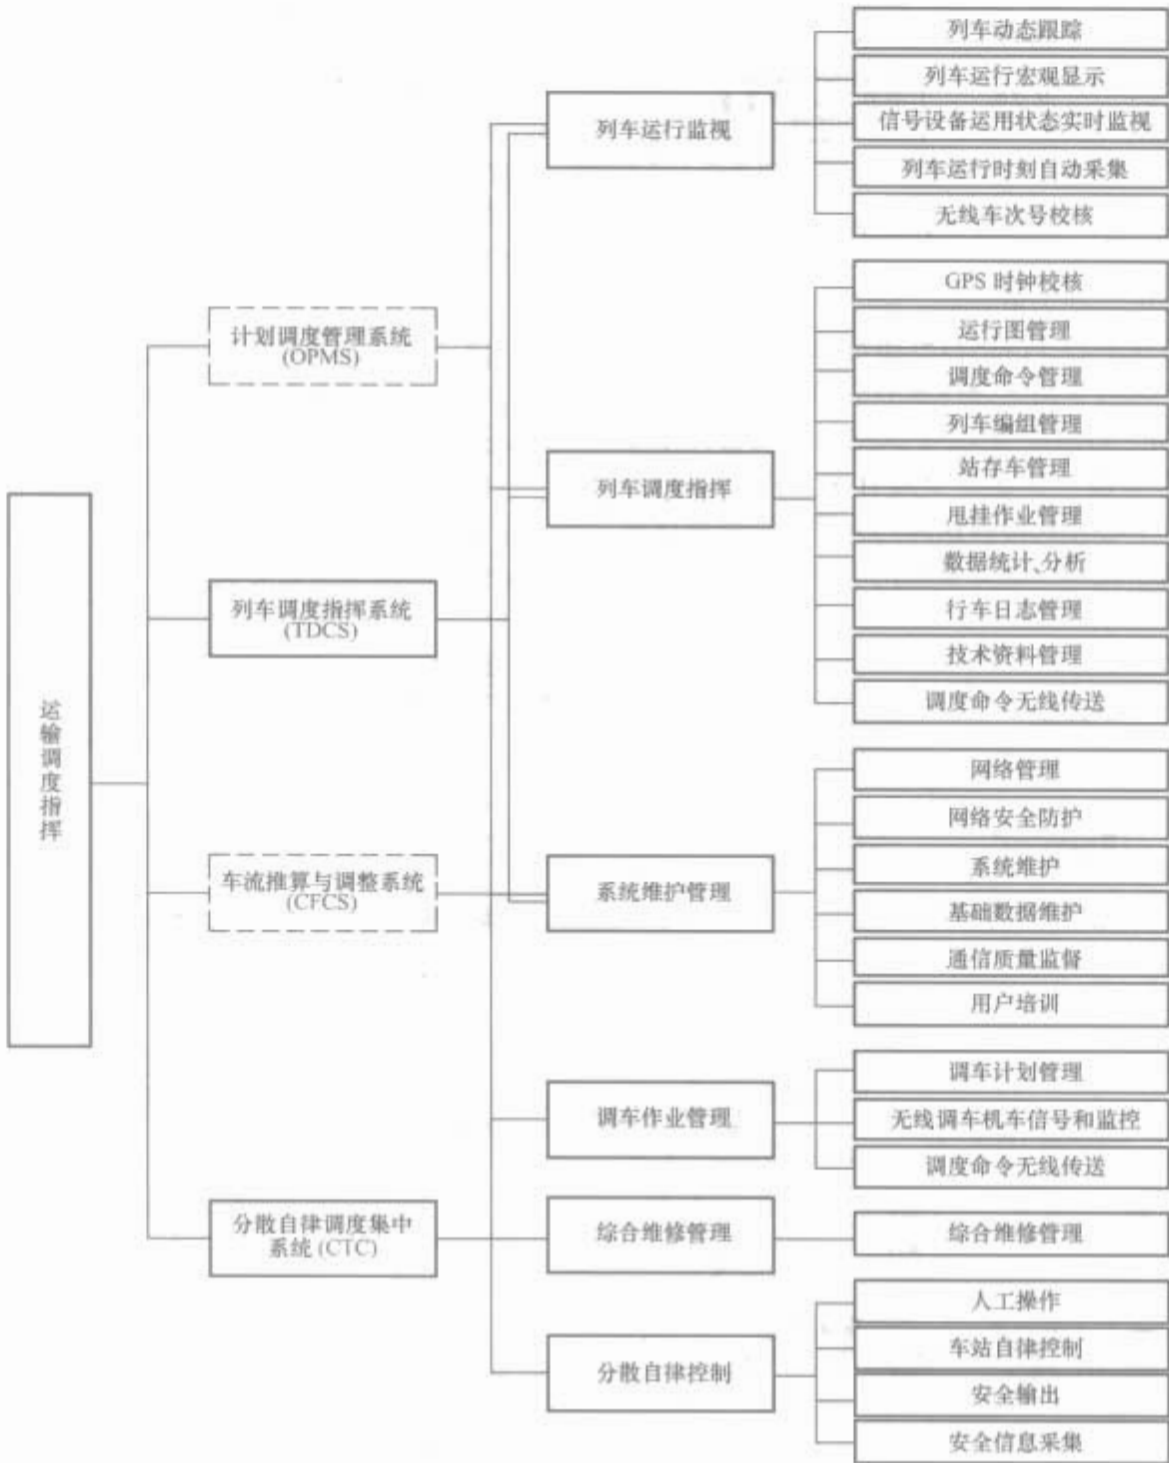 运输调度指挥
计划调度管理系统
(OPMS)
列车调度指挥系统
(TDCS)
车流推算与调整系统
(CFCS)
分散自律调度集中
系统 (CTC)
列车运行监视
列车调度指挥
系统维护管理
调车作业管理
综合维修管理
分散自律控制
列车动态跟踪
列车运行宏观显示
信号设备运用状态实时监视
列车运行时刻自动采集
无线车次号校核
GPS 时钟校核
运行图管理
调度命令管理
列车编组管理
站存车管理
甩挂作业管理
数据统计、分析
行车日志管理
技术资料管理
调度命令无线传送
网络管理
网络安全防护
系统维护
基础数据维护
通信质量监督
用户培训
调车计划管理
无线调车机车信号和监控
调度命令无线传送
综合维修管理
人工操作
车站自律控制
安全输出
安全信息采集